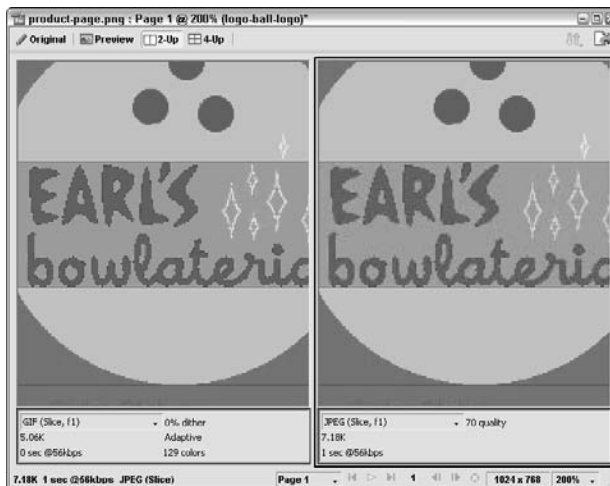 product-page.png : Page 1 @ 200% (logo-ball-logo)*
Original Preview 2-Up 4-Up
EARL'S
bowlateria
EARL'S
bowlateria
GIF (Slice, f1) 0% dither
5.06K Adaptive
0 sec @56kbps 129 colors
JPEG (Slice, f1) 70 quality
7.18K
1 sec @56kbps
7.18K 1 sec @56kbps JPEG (Slice) Page 1 1 1024 x 768 200%